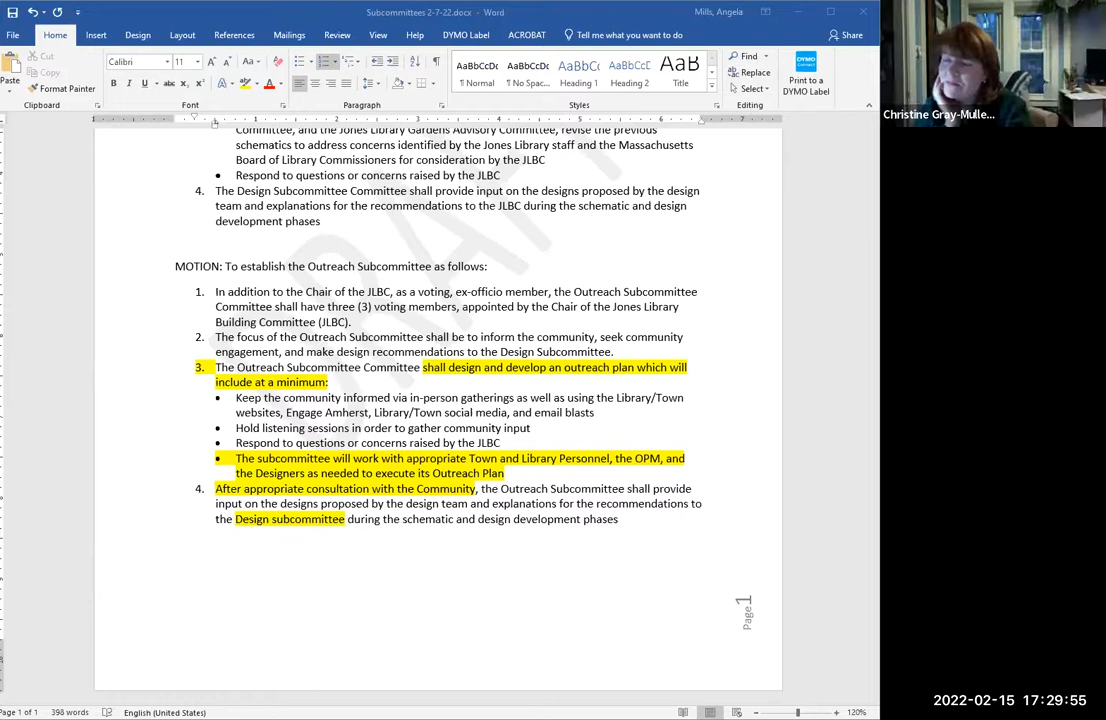 Subcommittees 2-7-22.docx - Word
Mills, Angela
File Home Insert Design Layout References Mailings Review View Help DYMO Label ACROBAT Tell me what you want to do Share
Paste
Cut
Copy
Format Painter
Clipboard
Calibri 11
B I U abc x₂ x²
Font
Paragraph
AaBbCcDc AaBbCcDc AaBbCc AaBbCcD AaB
¶ Normal ¶ No Spac... Heading 1 Heading 2 Title
Styles
Find
Replace
Select
Editing
Print to a
DYMO Label
DYMO Label
Christine Gray-Mulle...
1 1 2 3 4 5 6 7
Committee, and the Jones Library Gardens Advisory Committee, revise the previous
schematics to address concerns identified by the Jones Library staff and the Massachusetts
Board of Library Commissioners for consideration by the JLBC
• Respond to questions or concerns raised by the JLBC
4. The Design Subcommittee Committee shall provide input on the designs proposed by the design
team and explanations for the recommendations to the JLBC during the schematic and design
development phases
MOTION: To establish the Outreach Subcommittee as follows:
1. In addition to the Chair of the JLBC, as a voting, ex-officio member, the Outreach Subcommittee
Committee shall have three (3) voting members, appointed by the Chair of the Jones Library
Building Committee (JLBC).
2. The focus of the Outreach Subcommittee shall be to inform the community, seek community
engagement, and make design recommendations to the Design Subcommittee.
3. The Outreach Subcommittee Committee shall design and develop an outreach plan which will
include at a minimum:
• Keep the community informed via in-person gatherings as well as using the Library/Town
websites, Engage Amherst, Library/Town social media, and email blasts
• Hold listening sessions in order to gather community input
• Respond to questions or concerns raised by the JLBC
• The subcommittee will work with appropriate Town and Library Personnel, the OPM, and
the Designers as needed to execute its Outreach Plan
4. After appropriate consultation with the Community, the Outreach Subcommittee shall provide
input on the designs proposed by the design team and explanations for the recommendations to
the Design subcommittee during the schematic and design development phases
DRAFT
Page 1
2022-02-15 17:29:55
Page 1 of 1 398 words English (United States) 120%